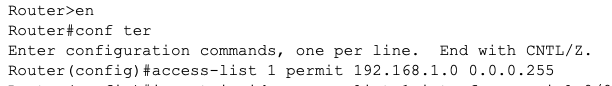 Router>en
Router#conf ter
Enter configuration commands, one per line.  End with CNTL/Z.
Router(config)#access-list 1 permit 192.168.1.0 0.0.0.255